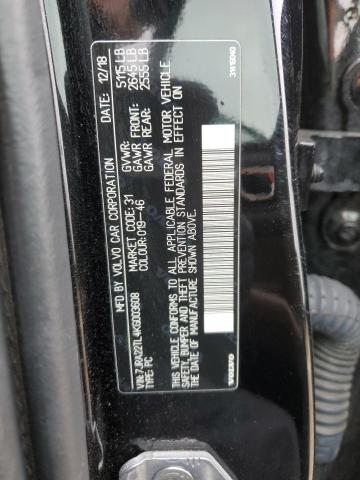 MFD. BY VOLVO CAR CORPORATION 12/18
MARKET CODE: 31 GVWR: 5115 LB
COLOUR: 019--46 GAWR FRONT: 2645 LB
GAWR REAR: 2555 LB
VIN: 7JRA22TL4KG003608
TYPE: PC
THIS VEHICLE CONFORMS TO ALL APPLICABLE FEDERAL MOTOR VEHICLE
SAFETY, BUMPER AND THEFT PREVENTION STANDARDS IN EFFECT ON
THE DATE OF MANUFACTURE SHOWN ABOVE.
VOLVO